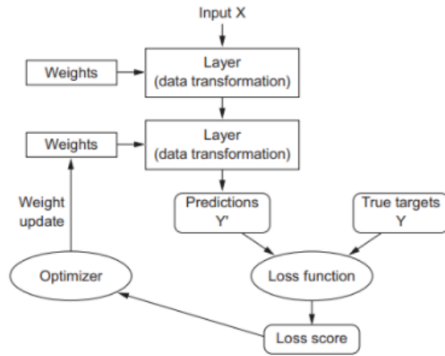 Input X
Layer
(data transformation)
Weights
Layer
(data transformation)
Weights
Weight
update
Predictions
Y'
True targets
Y
Optimizer
Loss function
Loss score